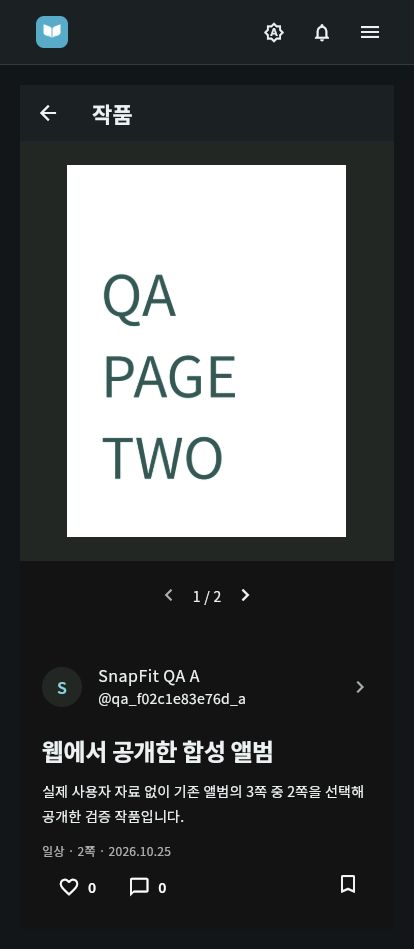 작품
QA
PAGE
TWO
1 / 2
S
SnapFit QA A
@qa_f02c1e83e76d_a
웹에서 공개한 합성 앨범
실제 사용자 자료 없이 기존 앨범의 3쪽 중 2쪽을 선택해
공개한 검증 작품입니다.
일상 · 2쪽 · 2026.10.25
0 0